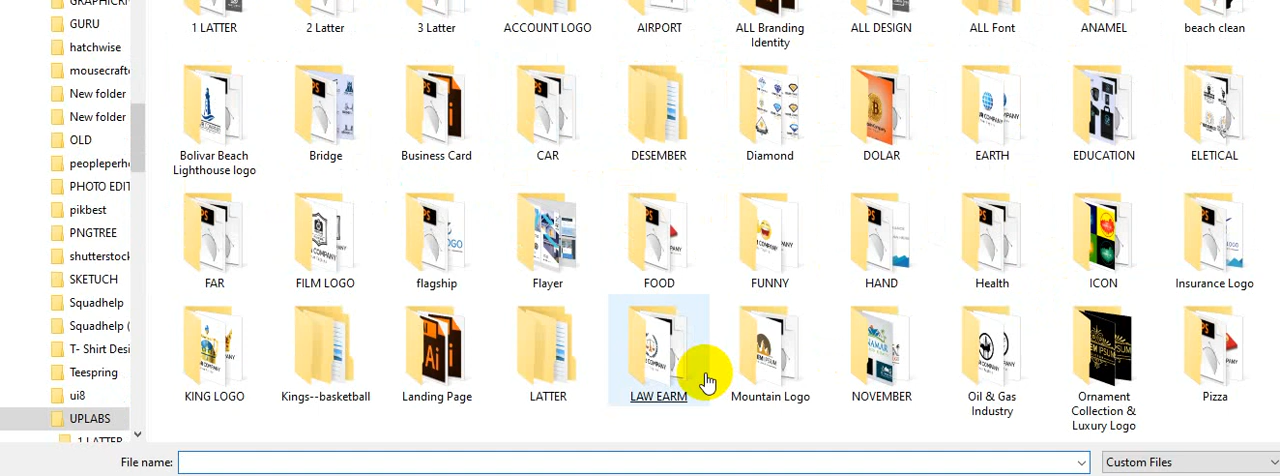 GURU
hatchwise
mousecrafte
New folder
New folder
OLD
peopleperh
PHOTO EDIT
pikbest
PNGTREE
shutterstock
SKETUCH
Squadhelp
Squadhelp (
T- Shirt Desi
Teespring
ui8
UPLABS
1 LATTER
1 LATTER
2 Latter
3 Latter
ACCOUNT LOGO
AIRPORT
ALL Branding
Identity
ALL DESIGN
ALL Font
ANAMEL
beach clean
Bolivar Beach
Lighthouse logo
Bridge
Business Card
CAR
DESEMBER
Diamond
DOLAR
EARTH
EDUCATION
ELETICAL
FAR
FILM LOGO
flagship
Flayer
FOOD
FUNNY
HAND
Health
ICON
Insurance Logo
KING LOGO
Kings--basketball
Landing Page
LATTER
LAW EARM
Mountain Logo
NOVEMBER
Oil & Gas
Industry
Ornament
Collection &
Luxury Logo
Pizza
File name:
Custom Files